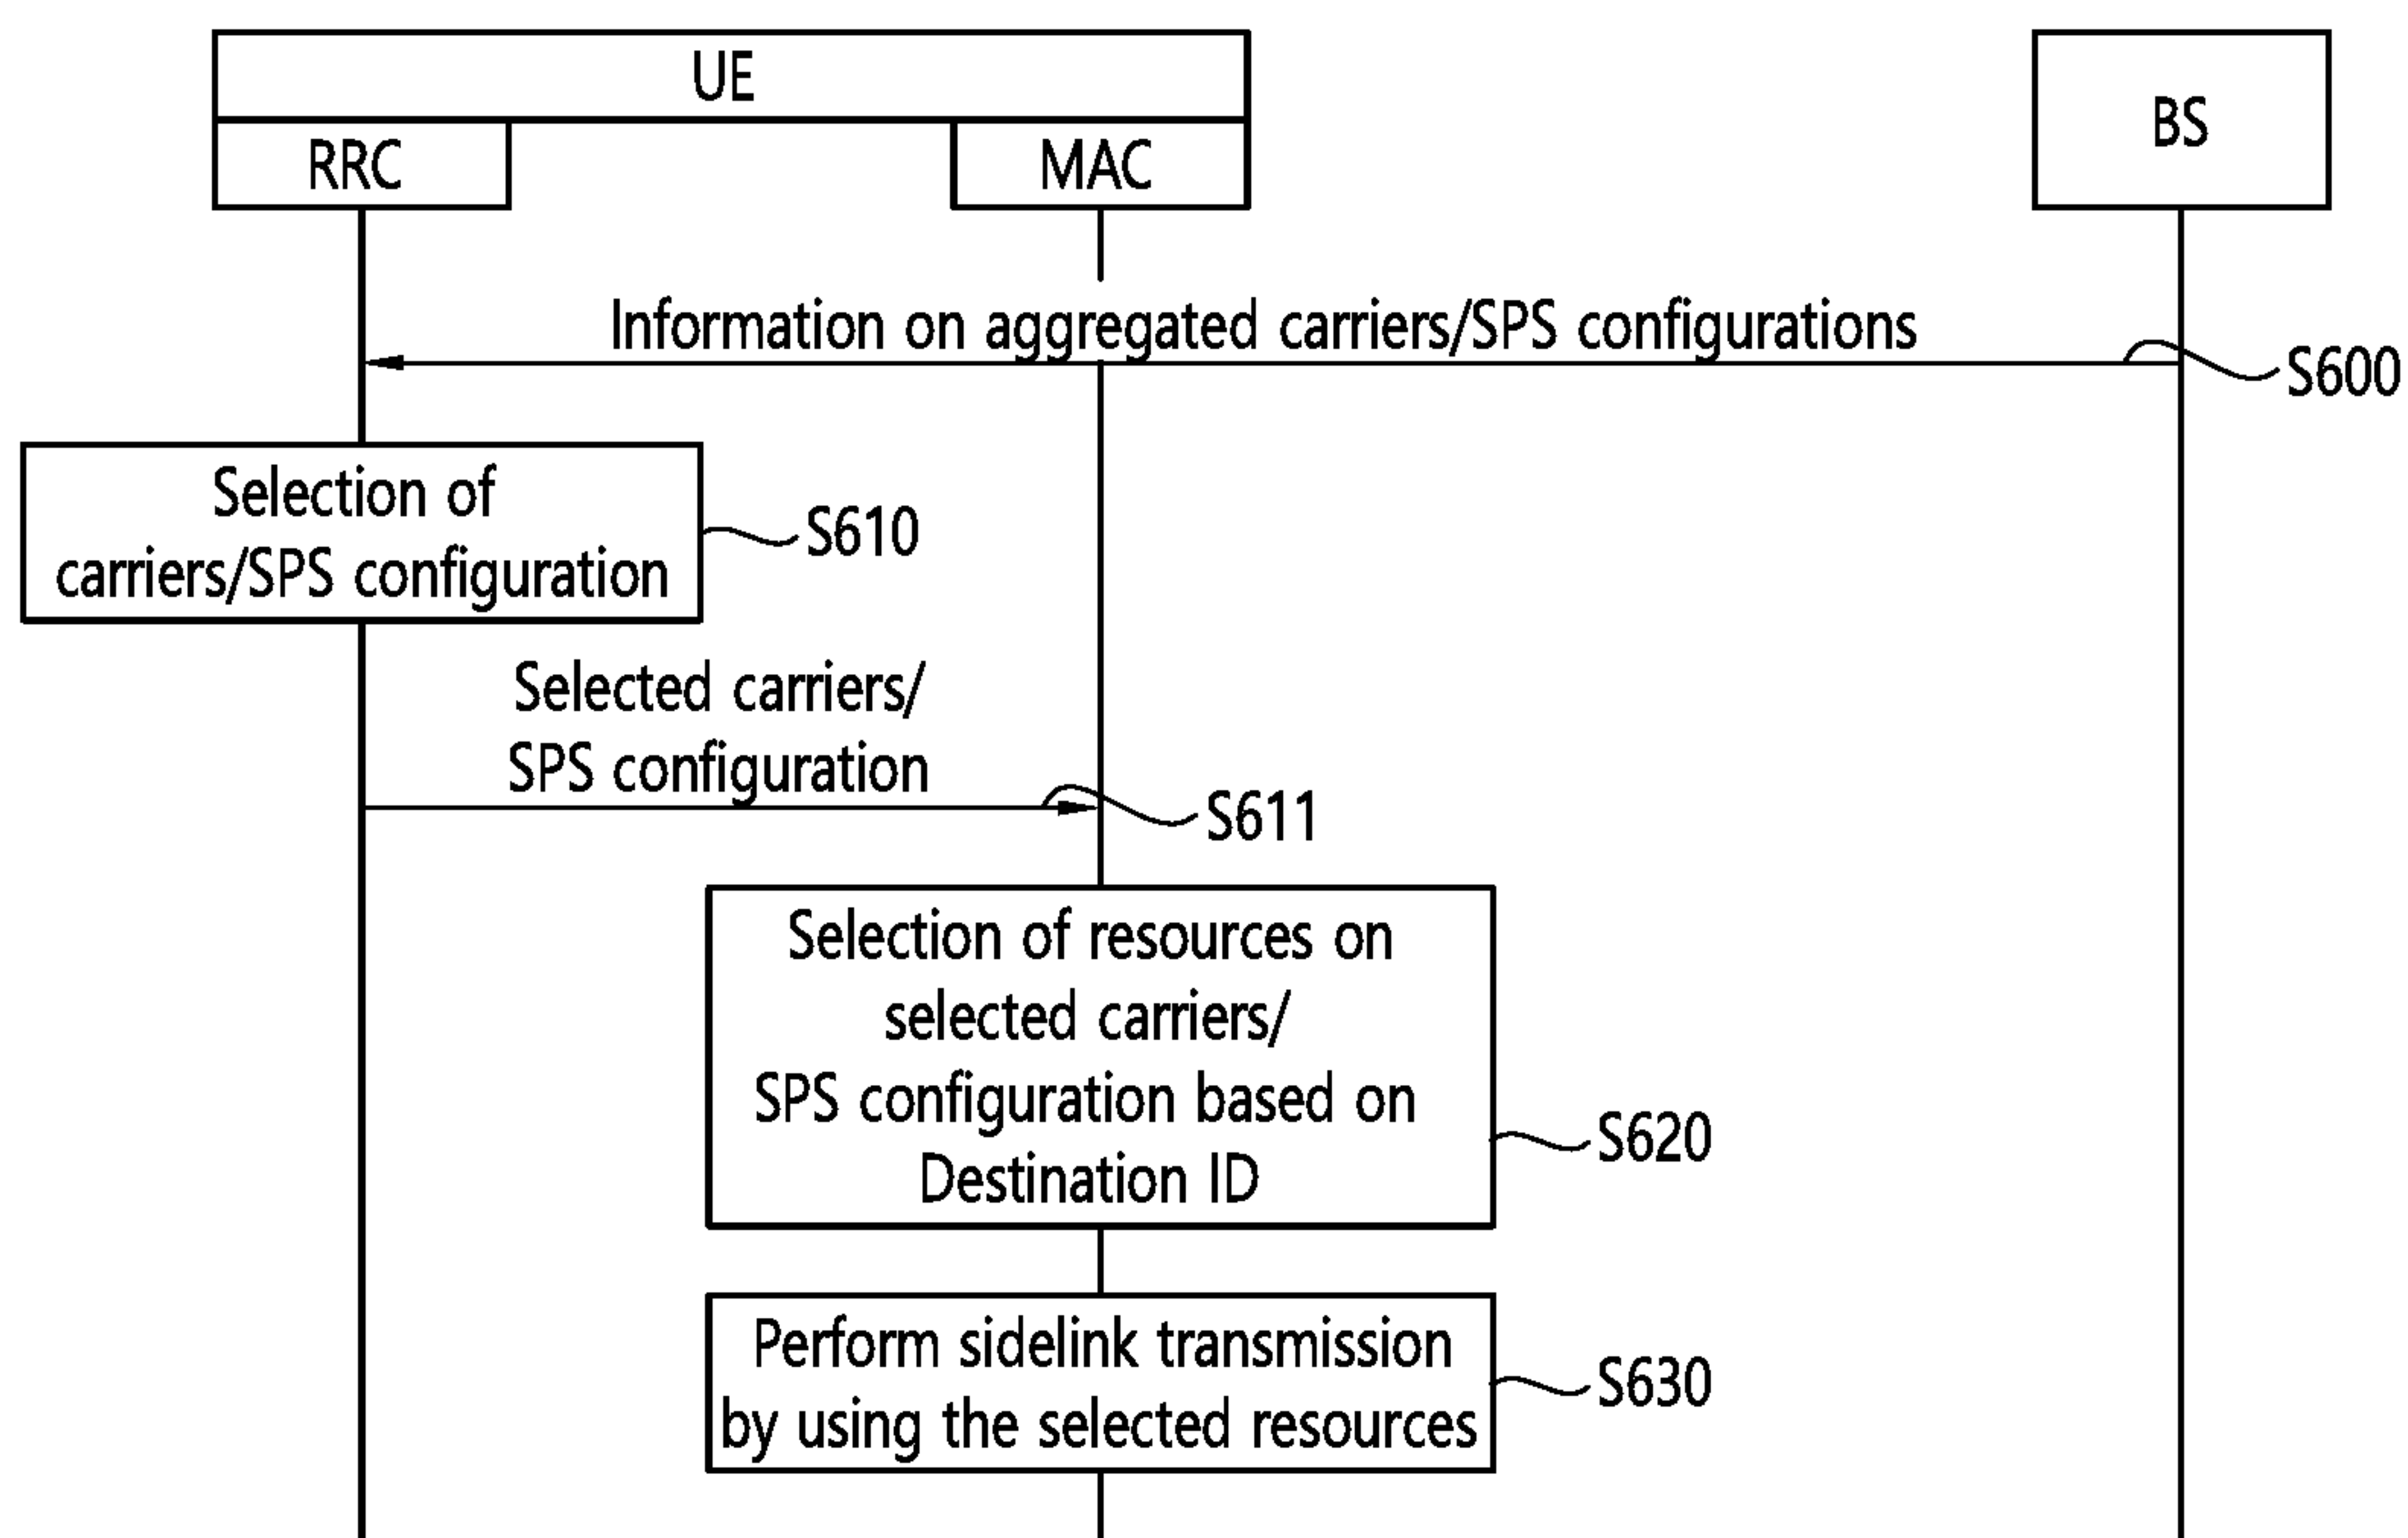 UE
BS
RRC
MAC
Information on aggregated carriers/SPS configurations
S600
Selection of
carriers/SPS configuration
S610
Selected carriers/
SPS configuration
S611
Selection of resources on
selected carriers/
SPS configuration based on
Destination ID
S620
Perform sidelink transmission
by using the selected resources
S630